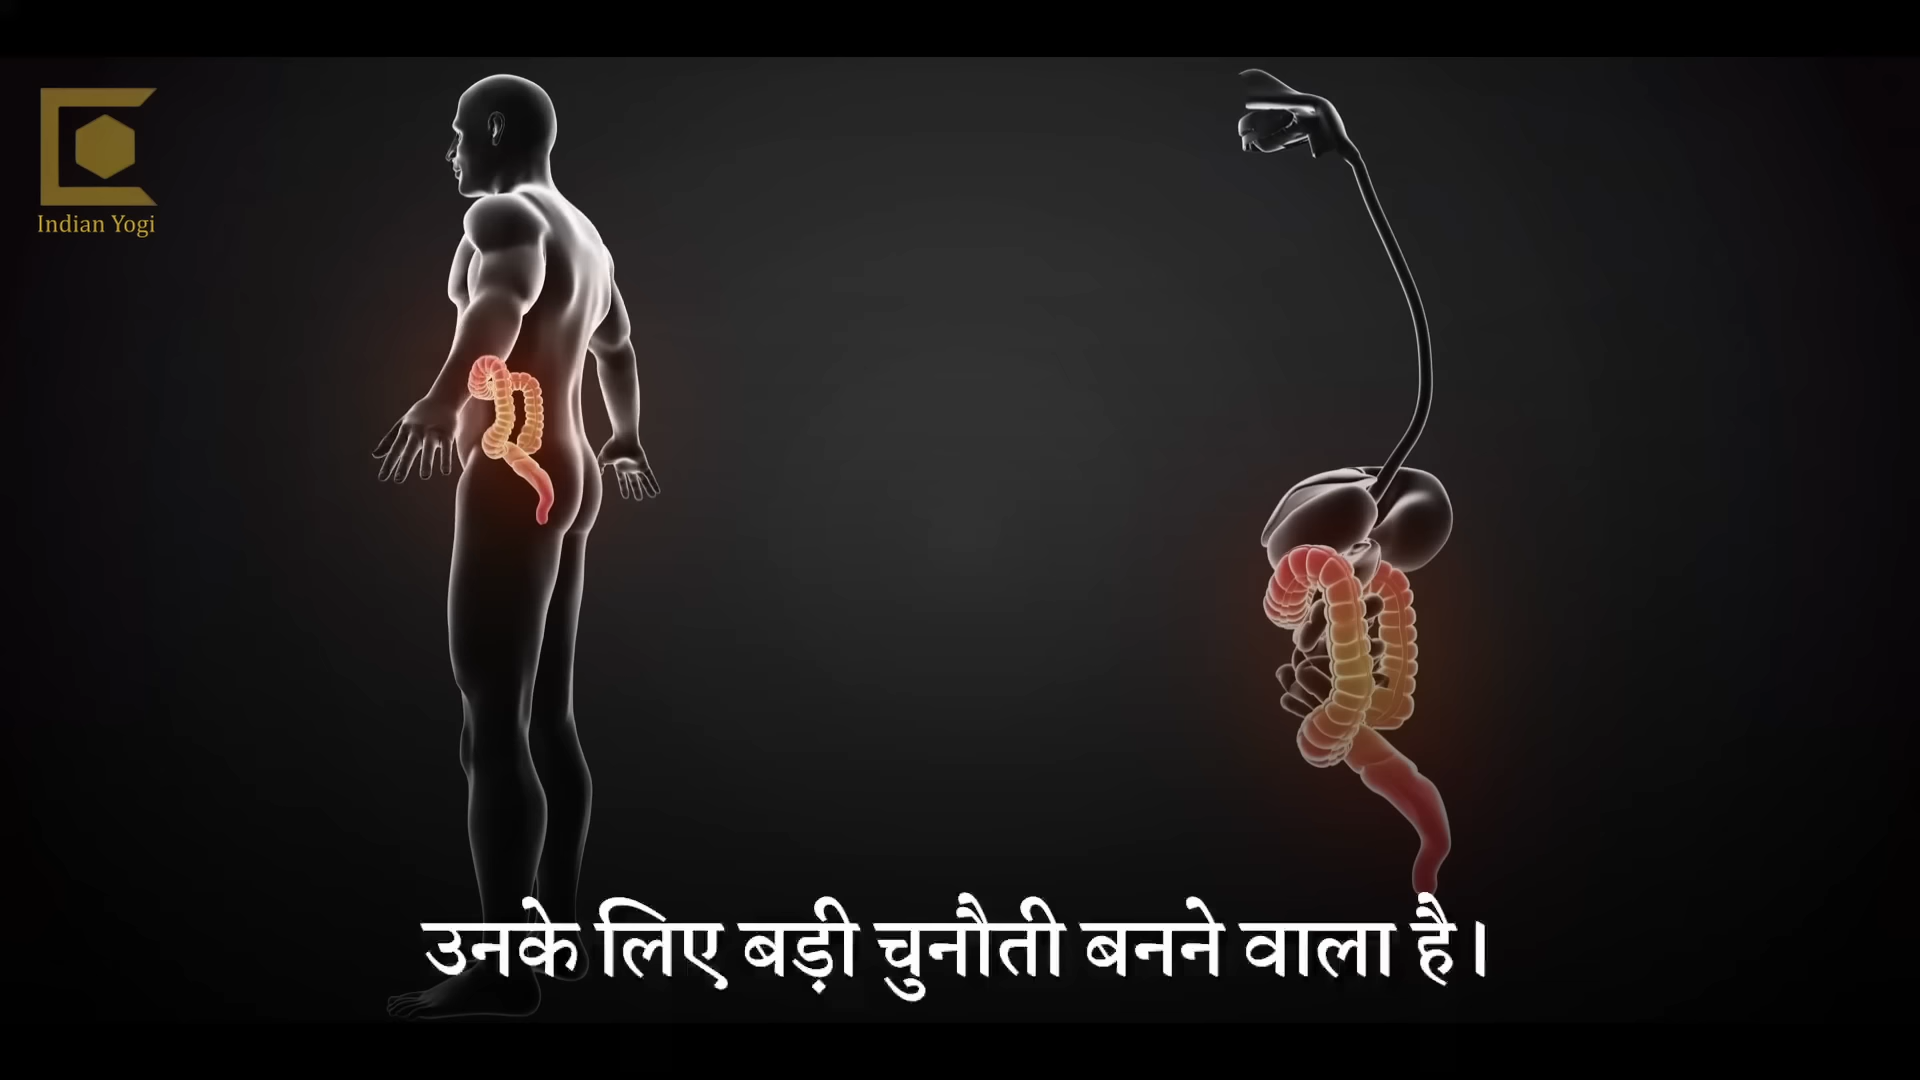 Indian Yogi
उनके लिए बड़ी चुनौती बनने वाला है।